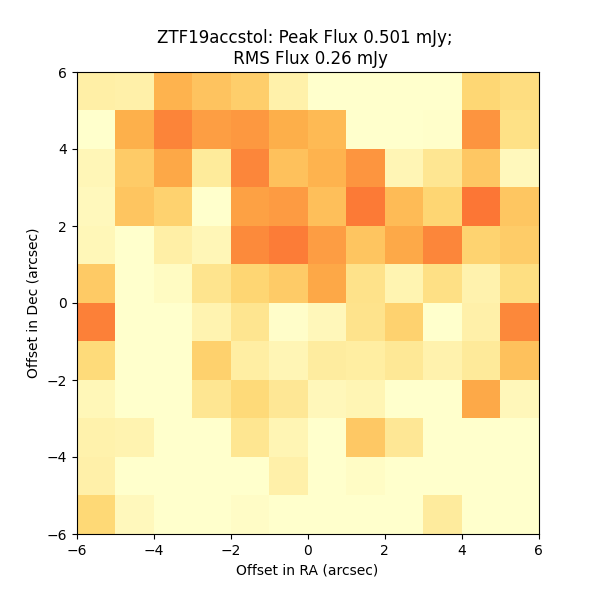 ZTF19accstol: Peak Flux 0.501 mJy;
RMS Flux 0.26 mJy
6
4
2
0
−2
−4
−6
Offset in Dec (arcsec)
−6 −4 −2 0 2 4 6
Offset in RA (arcsec)